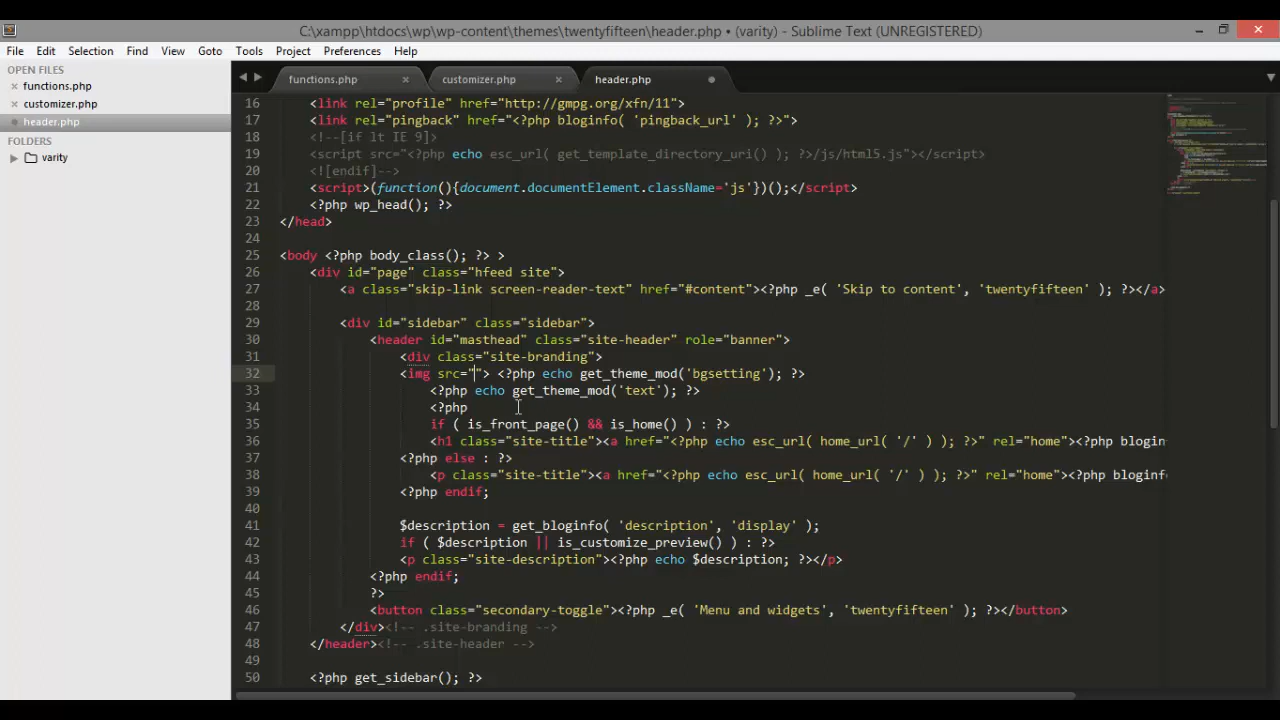 C:\xampp\htdocs\wp\wp-content\themes\twentyfifteen\header.php • (varity) - Sublime Text (UNREGISTERED)
File Edit Selection Find View Goto Tools Project Preferences Help
OPEN FILES
× functions.php
× customizer.php
header.php
FOLDERS
varity
functions.php × customizer.php × header.php
16 <link rel="profile" href="http://gmpg.org/xfn/11">
17 <link rel="pingback" href="<?php bloginfo( 'pingback_url' ); ?>">
18 <!--[if lt IE 9]>
19 <script src="<?php echo esc_url( get_template_directory_uri() ); ?>/js/html5.js"></script>
20 <![endif]-->
21 <script>(function(){document.documentElement.className='js'})();</script>
22 <?php wp_head(); ?>
23 </head>
24
25 <body <?php body_class(); ?> >
26 <div id="page" class="hfeed site">
27 <a class="skip-link screen-reader-text" href="#content"><?php _e( 'Skip to content', 'twentyfifteen' ); ?></a>
28
29 <div id="sidebar" class="sidebar">
30 <header id="masthead" class="site-header" role="banner">
31 <div class="site-branding">
32 <img src=""> <?php echo get_theme_mod('bgsetting'); ?>
33 <?php echo get_theme_mod('text'); ?>
34 <?php
35 if ( is_front_page() && is_home() ) : ?>
36 <h1 class="site-title"><a href="<?php echo esc_url( home_url( '/' ) ); ?>" rel="home"><?php blogin
37 <?php else : ?>
38 <p class="site-title"><a href="<?php echo esc_url( home_url( '/' ) ); ?>" rel="home"><?php bloginf
39 <?php endif;
40
41 $description = get_bloginfo( 'description', 'display' );
42 if ( $description || is_customize_preview() ) : ?>
43 <p class="site-description"><?php echo $description; ?></p>
44 <?php endif;
45 ?>
46 <button class="secondary-toggle"><?php _e( 'Menu and widgets', 'twentyfifteen' ); ?></button>
47 </div><!-- .site-branding -->
48 </header><!-- .site-header -->
49
50 <?php get_sidebar(); ?>